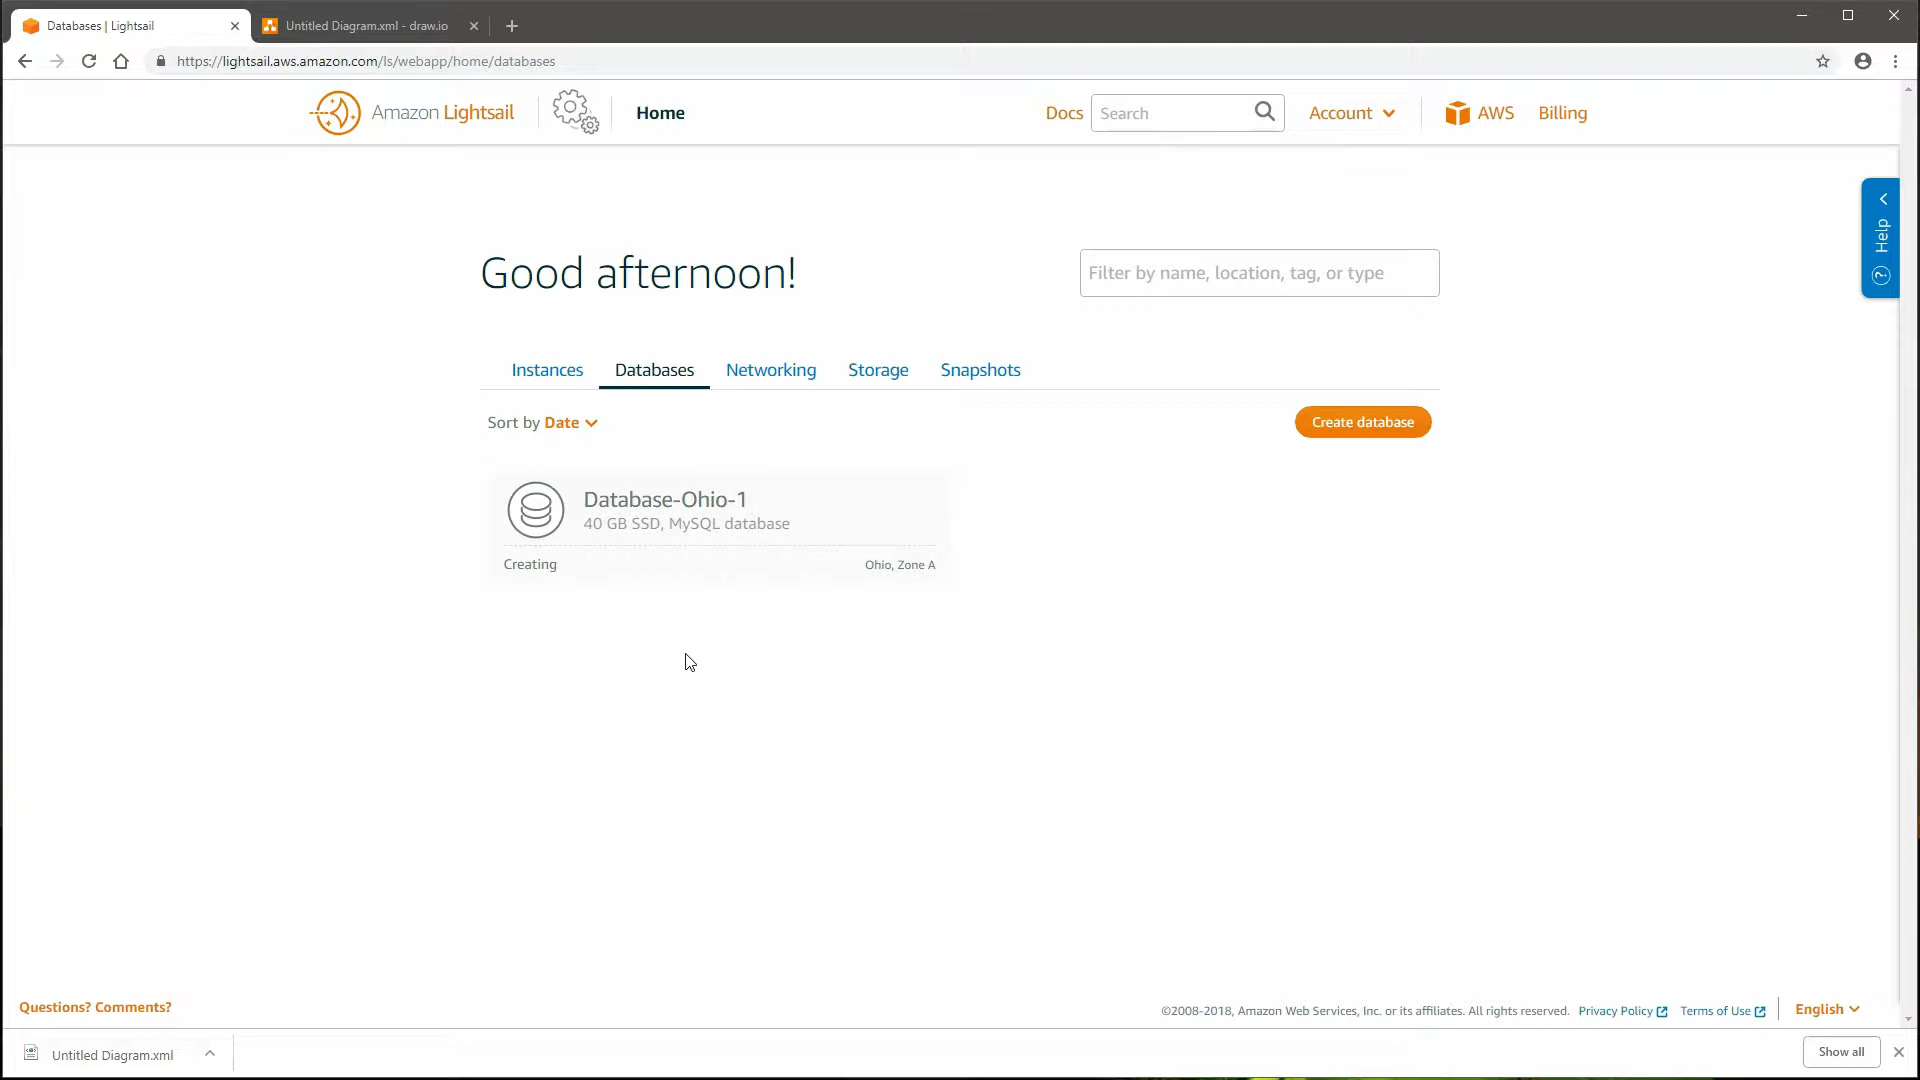 Databases | Lightsail
Untitled Diagram.xml - draw.io
https://lightsail.aws.amazon.com/ls/webapp/home/databases
Amazon Lightsail
Home
Docs
Search
Account
AWS
Billing
Help
Good afternoon!
Filter by name, location, tag, or type
Instances
Databases
Networking
Storage
Snapshots
Sort by Date
Create database
Database-Ohio-1
40 GB SSD, MySQL database
Creating
Ohio, Zone A
Questions? Comments?
©2008-2018, Amazon Web Services, Inc. or its affiliates. All rights reserved.
Privacy Policy
Terms of Use
English
Untitled Diagram.xml
Show all